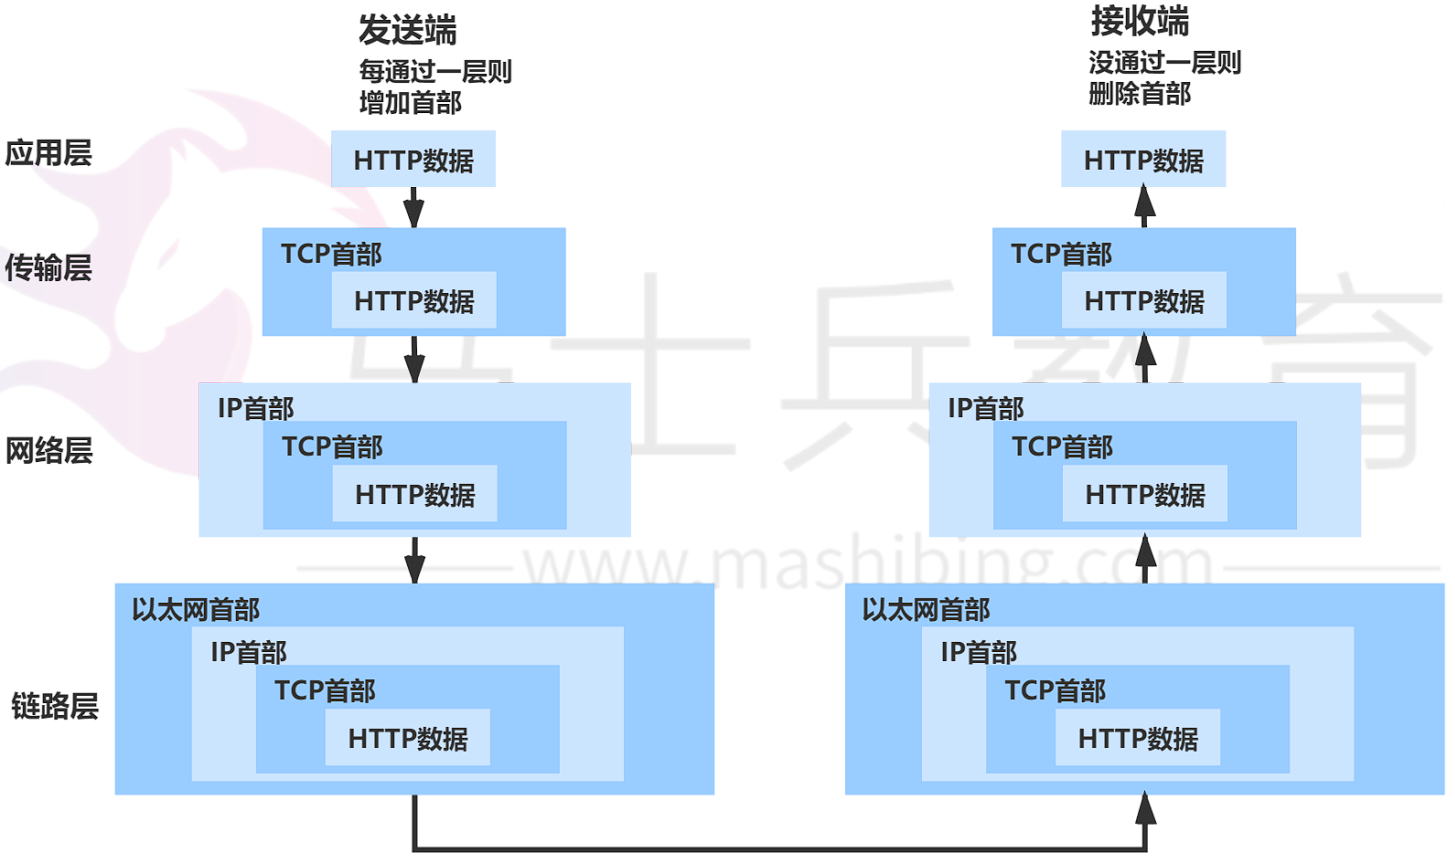 发送端
每通过一层则
增加首部
接收端
没通过一层则
删除首部
应用层
HTTP数据
HTTP数据
传输层
TCP首部
HTTP数据
TCP首部
HTTP数据
网络层
IP首部
TCP首部
HTTP数据
IP首部
TCP首部
HTTP数据
链路层
以太网首部
IP首部
TCP首部
HTTP数据
以太网首部
IP首部
TCP首部
HTTP数据
士兵教育
www.mashibing.com